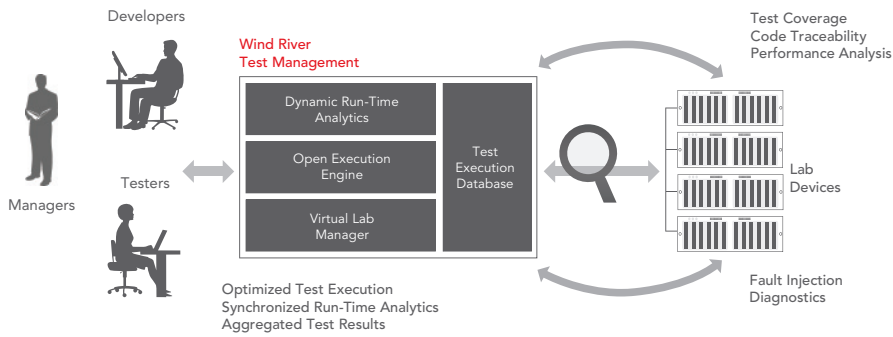 Developers
Managers
Testers
Wind River
Test Management
Dynamic Run-Time
Analytics
Open Execution
Engine
Virtual Lab
Manager
Test
Execution
Database
Optimized Test Execution
Synchronized Run-Time Analytics
Aggregated Test Results
Test Coverage
Code Traceability
Performance Analysis
Lab
Devices
Fault Injection
Diagnostics